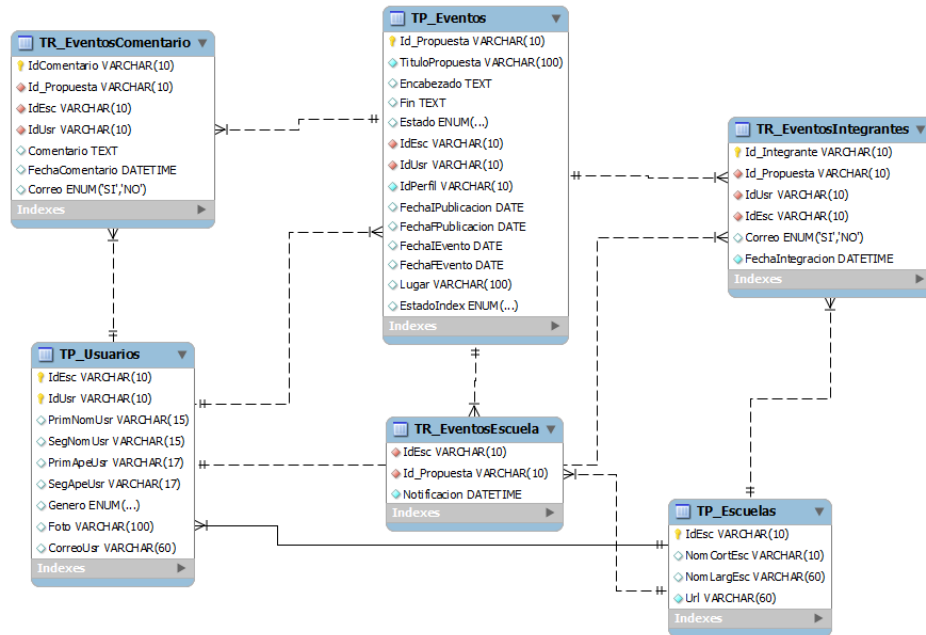 TR_EventosComentario
IdComentario VARCHAR(10)
Id_Propuesta VARCHAR(10)
IdEsc VARCHAR(10)
IdUsr VARCHAR(10)
Comentario TEXT
FechaComentario DATETIME
Correo ENUM('SI','NO')
Indexes
TP_Eventos
Id_Propuesta VARCHAR(10)
TituloPropuesta VARCHAR(100)
Encabezado TEXT
Fin TEXT
Estado ENUM(...)
IdEsc VARCHAR(10)
IdUsr VARCHAR(10)
IdPerfil VARCHAR(10)
FechaIPublicacion DATE
FechaFPublicacion DATE
FechaIEvento DATE
FechaFEvento DATE
Lugar VARCHAR(100)
EstadoIndex ENUM(...)
Indexes
TR_EventosIntegrantes
Id_Integrante VARCHAR(10)
Id_Propuesta VARCHAR(10)
IdUsr VARCHAR(10)
IdEsc VARCHAR(10)
Correo ENUM('SI','NO')
FechaIntegracion DATETIME
Indexes
TP_Usuarios
IdEsc VARCHAR(10)
IdUsr VARCHAR(10)
PrimNomUsr VARCHAR(15)
SegNomUsr VARCHAR(15)
PrimApeUsr VARCHAR(17)
SegApeUsr VARCHAR(17)
Genero ENUM(...)
Foto VARCHAR(100)
CorreoUsr VARCHAR(60)
Indexes
TR_EventosEscuela
IdEsc VARCHAR(10)
Id_Propuesta VARCHAR(10)
Notificacion DATETIME
Indexes
TP_Escuelas
IdEsc VARCHAR(10)
NomCortEsc VARCHAR(10)
NomLargEsc VARCHAR(60)
Url VARCHAR(60)
Indexes